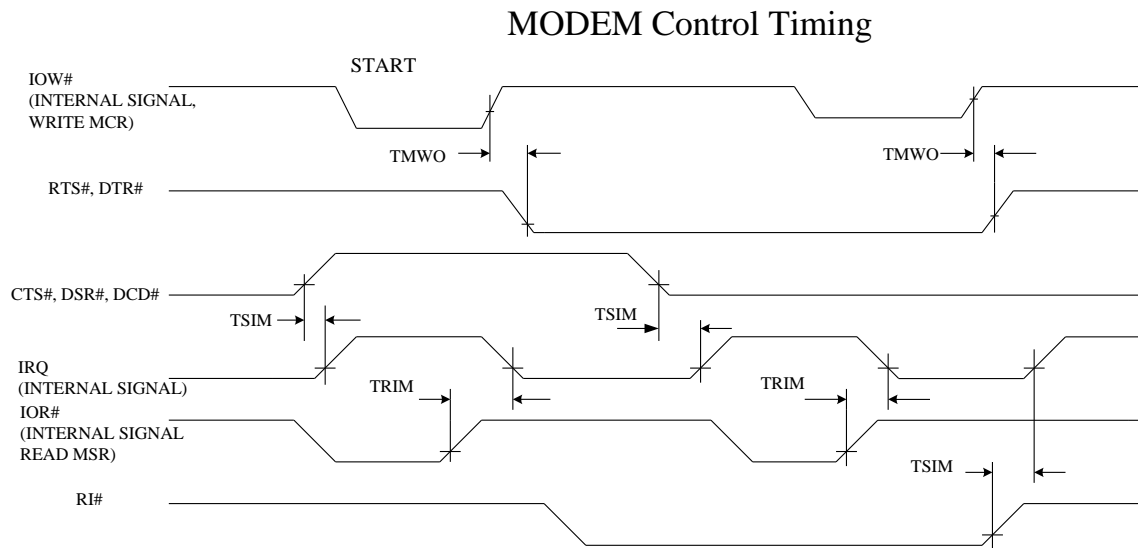 MODEM Control Timing
START
IOW#
(INTERNAL SIGNAL,
WRITE MCR)
TMWO
TMWO
RTS#, DTR#
CTS#, DSR#, DCD#
TSIM
TSIM
IRQ
(INTERNAL SIGNAL)
TRIM
TRIM
IOR#
(INTERNAL SIGNAL
READ MSR)
TSIM
RI#